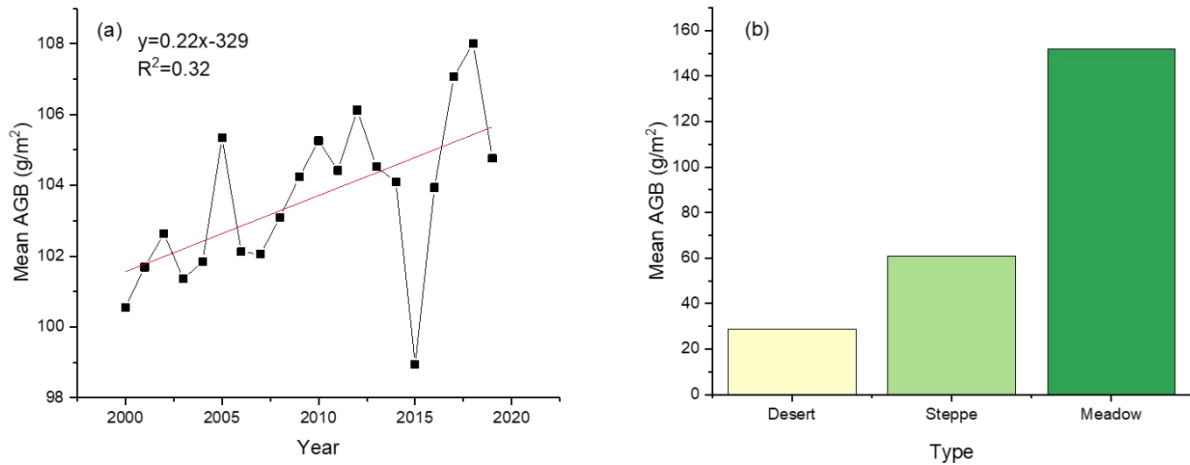 (a)
y=0.22x-329
R²=0.32
108
106
104
102
100
98
Mean AGB (g/m²)
2000 2005 2010 2015 2020
Year
(b)
160
140
120
100
80
60
40
20
0
Mean AGB (g/m²)
Desert Steppe Meadow
Type